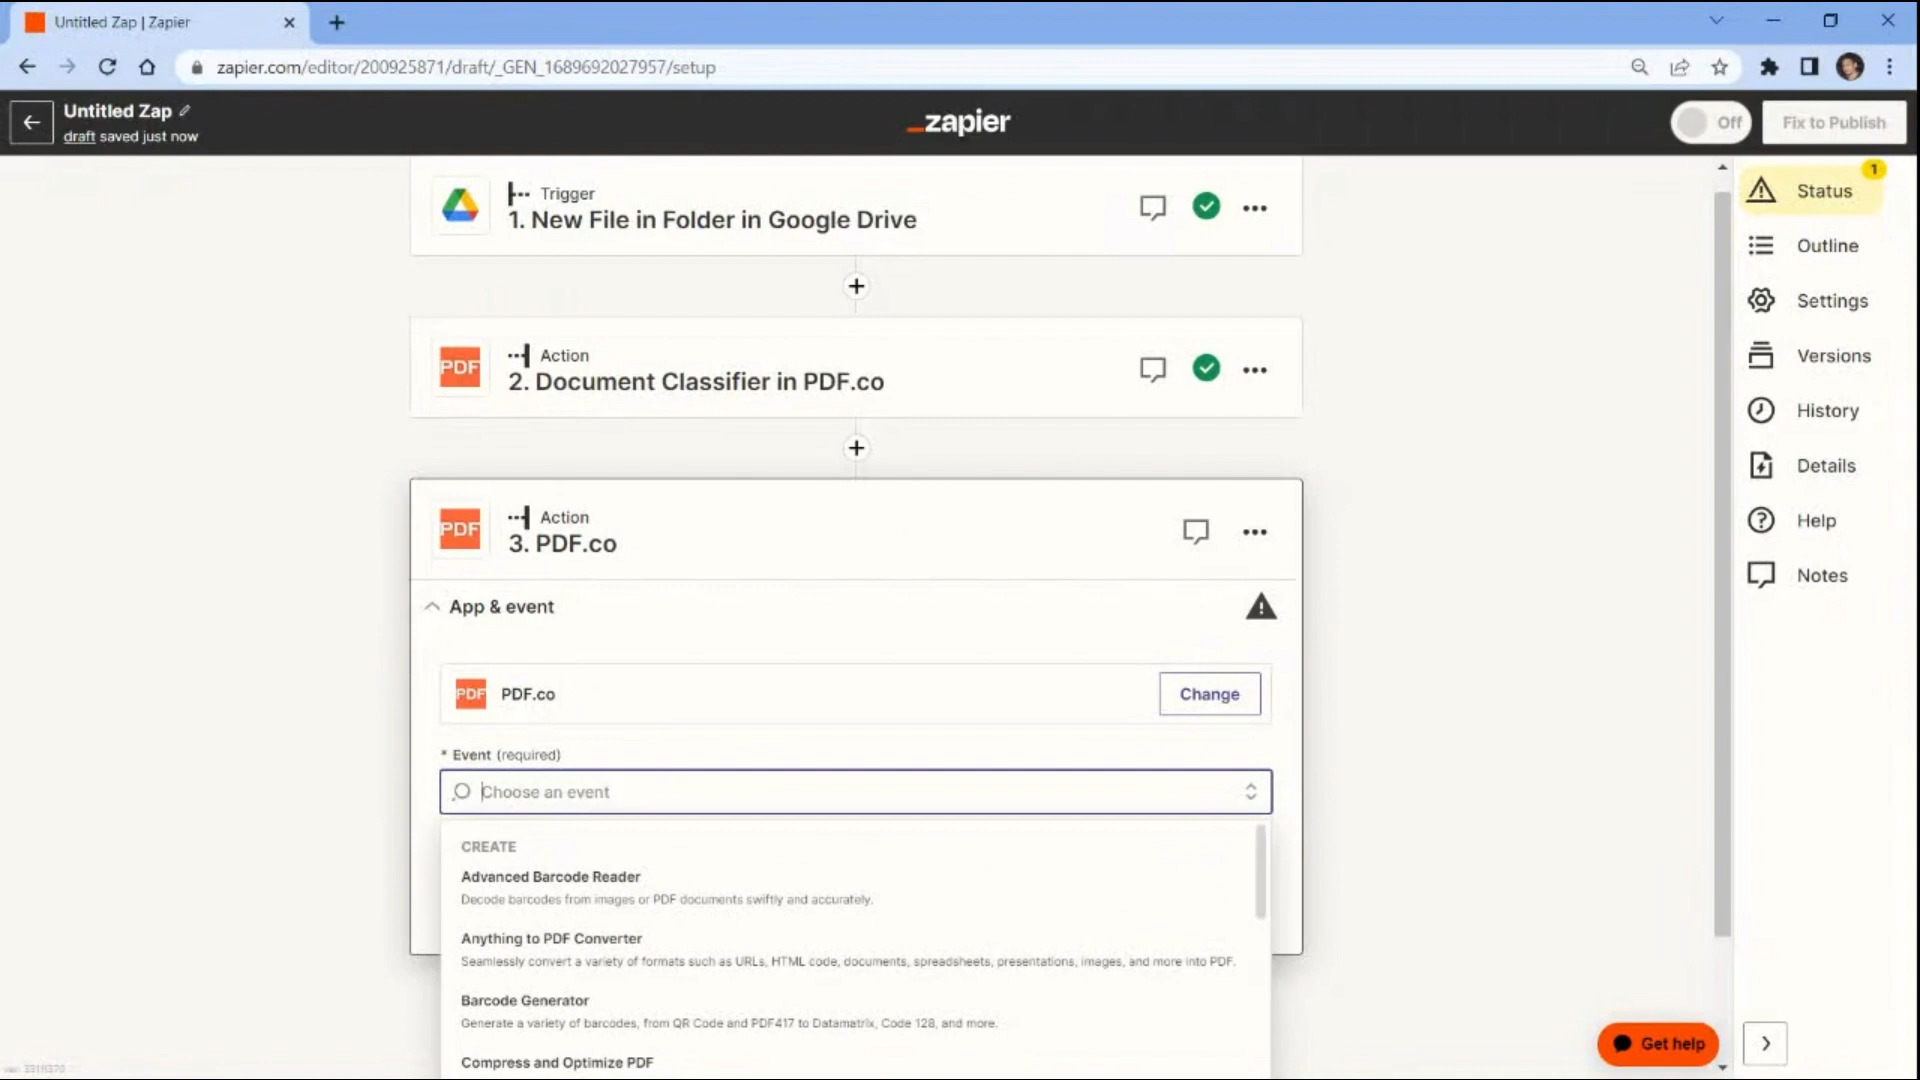 Untitled Zap | Zapier
zapier.com/editor/200925871/draft/_GEN_1689692027957/setup
Untitled Zap
draft saved just now
_zapier
Off
Fix to Publish
Trigger
1. New File in Folder in Google Drive
PDF
Action
2. Document Classifier in PDF.co
PDF
Action
3. PDF.co
App & event
PDF
PDF.co
Change
* Event (required)
Choose an event
CREATE
Advanced Barcode Reader
Decode barcodes from images or PDF documents swiftly and accurately.
Anything to PDF Converter
Seamlessly convert a variety of formats such as URLs, HTML code, documents, spreadsheets, presentations, images, and more into PDF.
Barcode Generator
Generate a variety of barcodes, from QR Code and PDF417 to Datamatrix, Code 128, and more.
Compress and Optimize PDF
1
Status
Outline
Settings
Versions
History
Details
Help
Notes
Get help